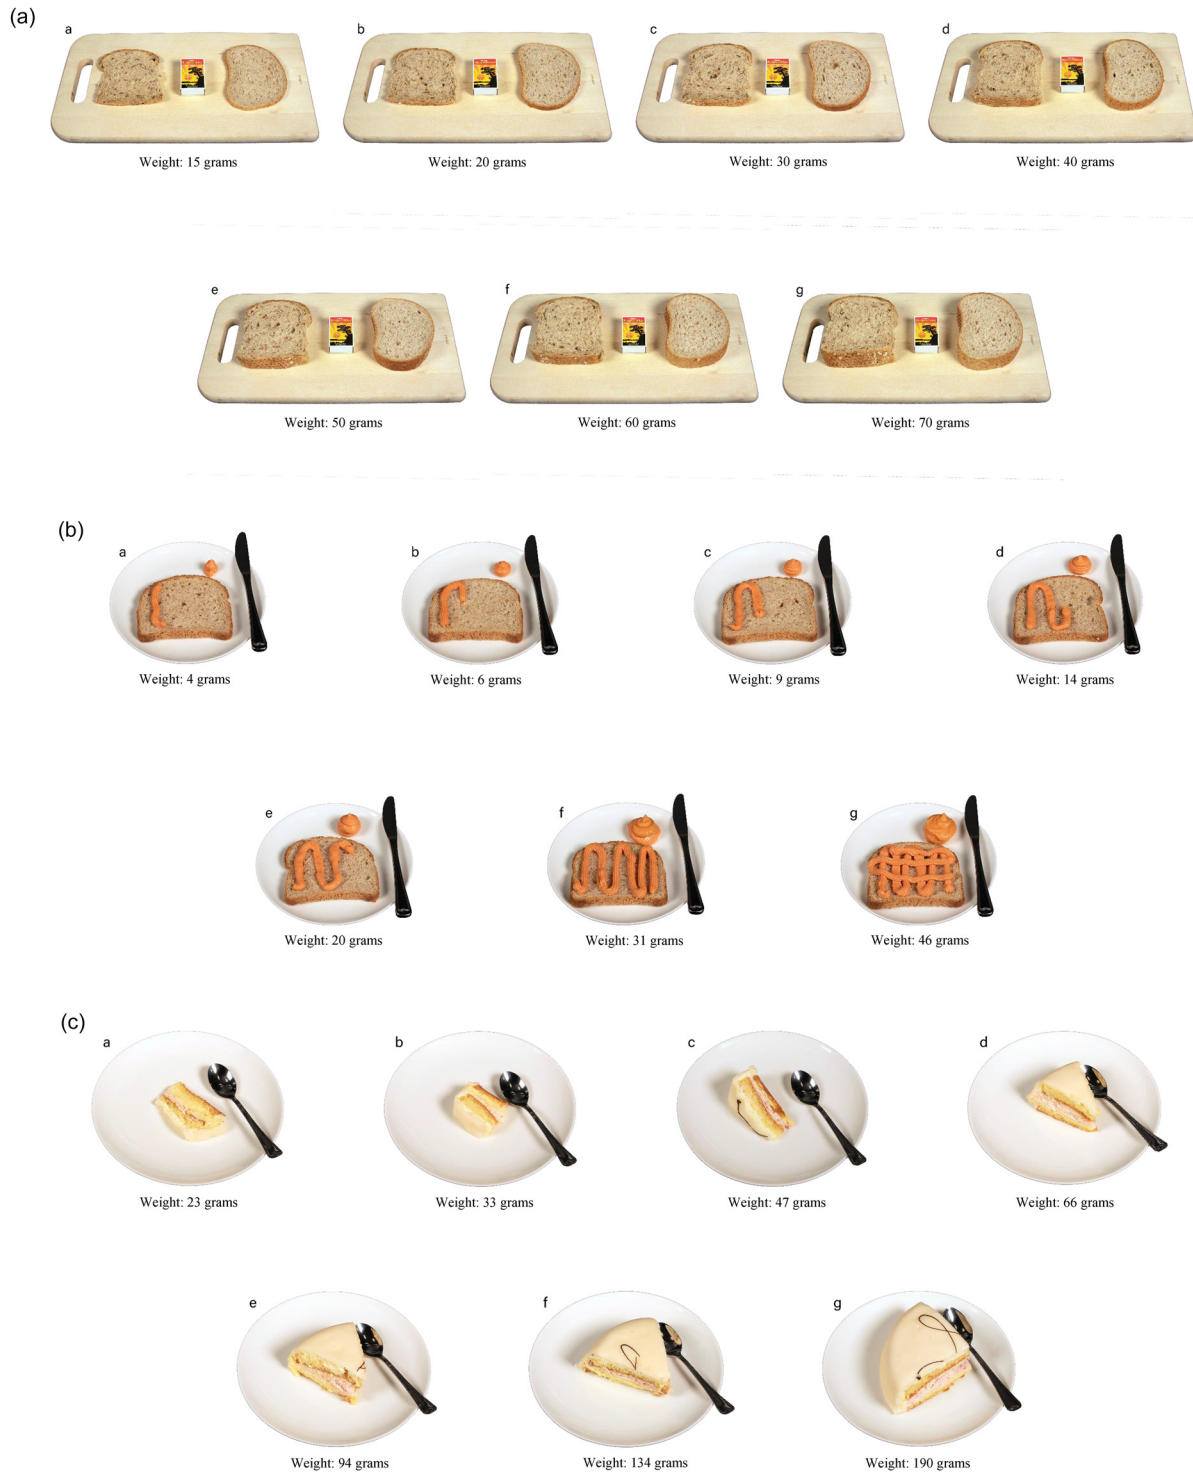 (a)
a b c d
Weight: 15 grams Weight: 20 grams Weight: 30 grams Weight: 40 grams
e f g
Weight: 50 grams Weight: 60 grams Weight: 70 grams
(b)
a b c d
Weight: 4 grams Weight: 6 grams Weight: 9 grams Weight: 14 grams
e f g
Weight: 20 grams Weight: 31 grams Weight: 46 grams
(c)
a b c d
Weight: 23 grams Weight: 33 grams Weight: 47 grams Weight: 66 grams
e f g
Weight: 94 grams Weight: 134 grams Weight: 190 grams